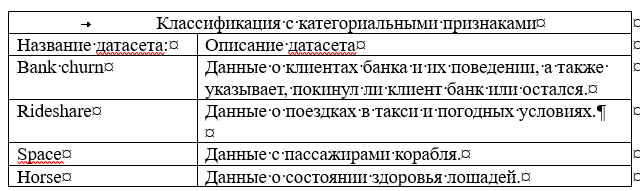 Классификация с категориальными признаками
Название датасета: Описание датасета
Bank churn Данные о клиентах банка и их поведении, а также
указывает, покинул ли клиент банк или остался.
Rideshare Данные о поездках в такси и погодных условиях.
Space Данные с пассажирами корабля.
Horse Данные о состоянии здоровья лошадей.